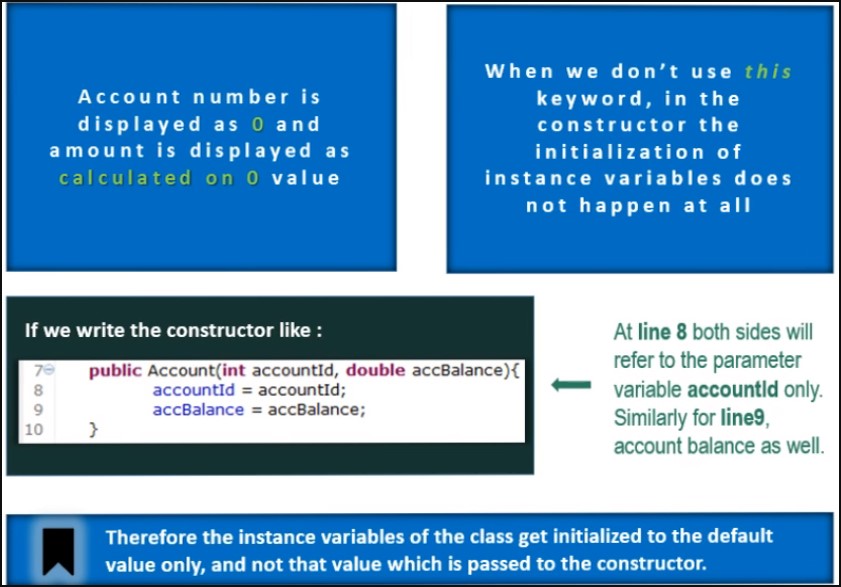 Account number is
displayed as 0 and
amount is displayed as
calculated on 0 value
When we don't use this
keyword, in the
constructor the
initialization of
instance variables does
not happen at all
If we write the constructor like :
7 public Account(int accountId, double accBalance){
8 accountId = accountId;
9 accBalance = accBalance;
10 }
At line 8 both sides will
refer to the parameter
variable accountId only.
Similarly for line9,
account balance as well.
Therefore the instance variables of the class get initialized to the default
value only, and not that value which is passed to the constructor.